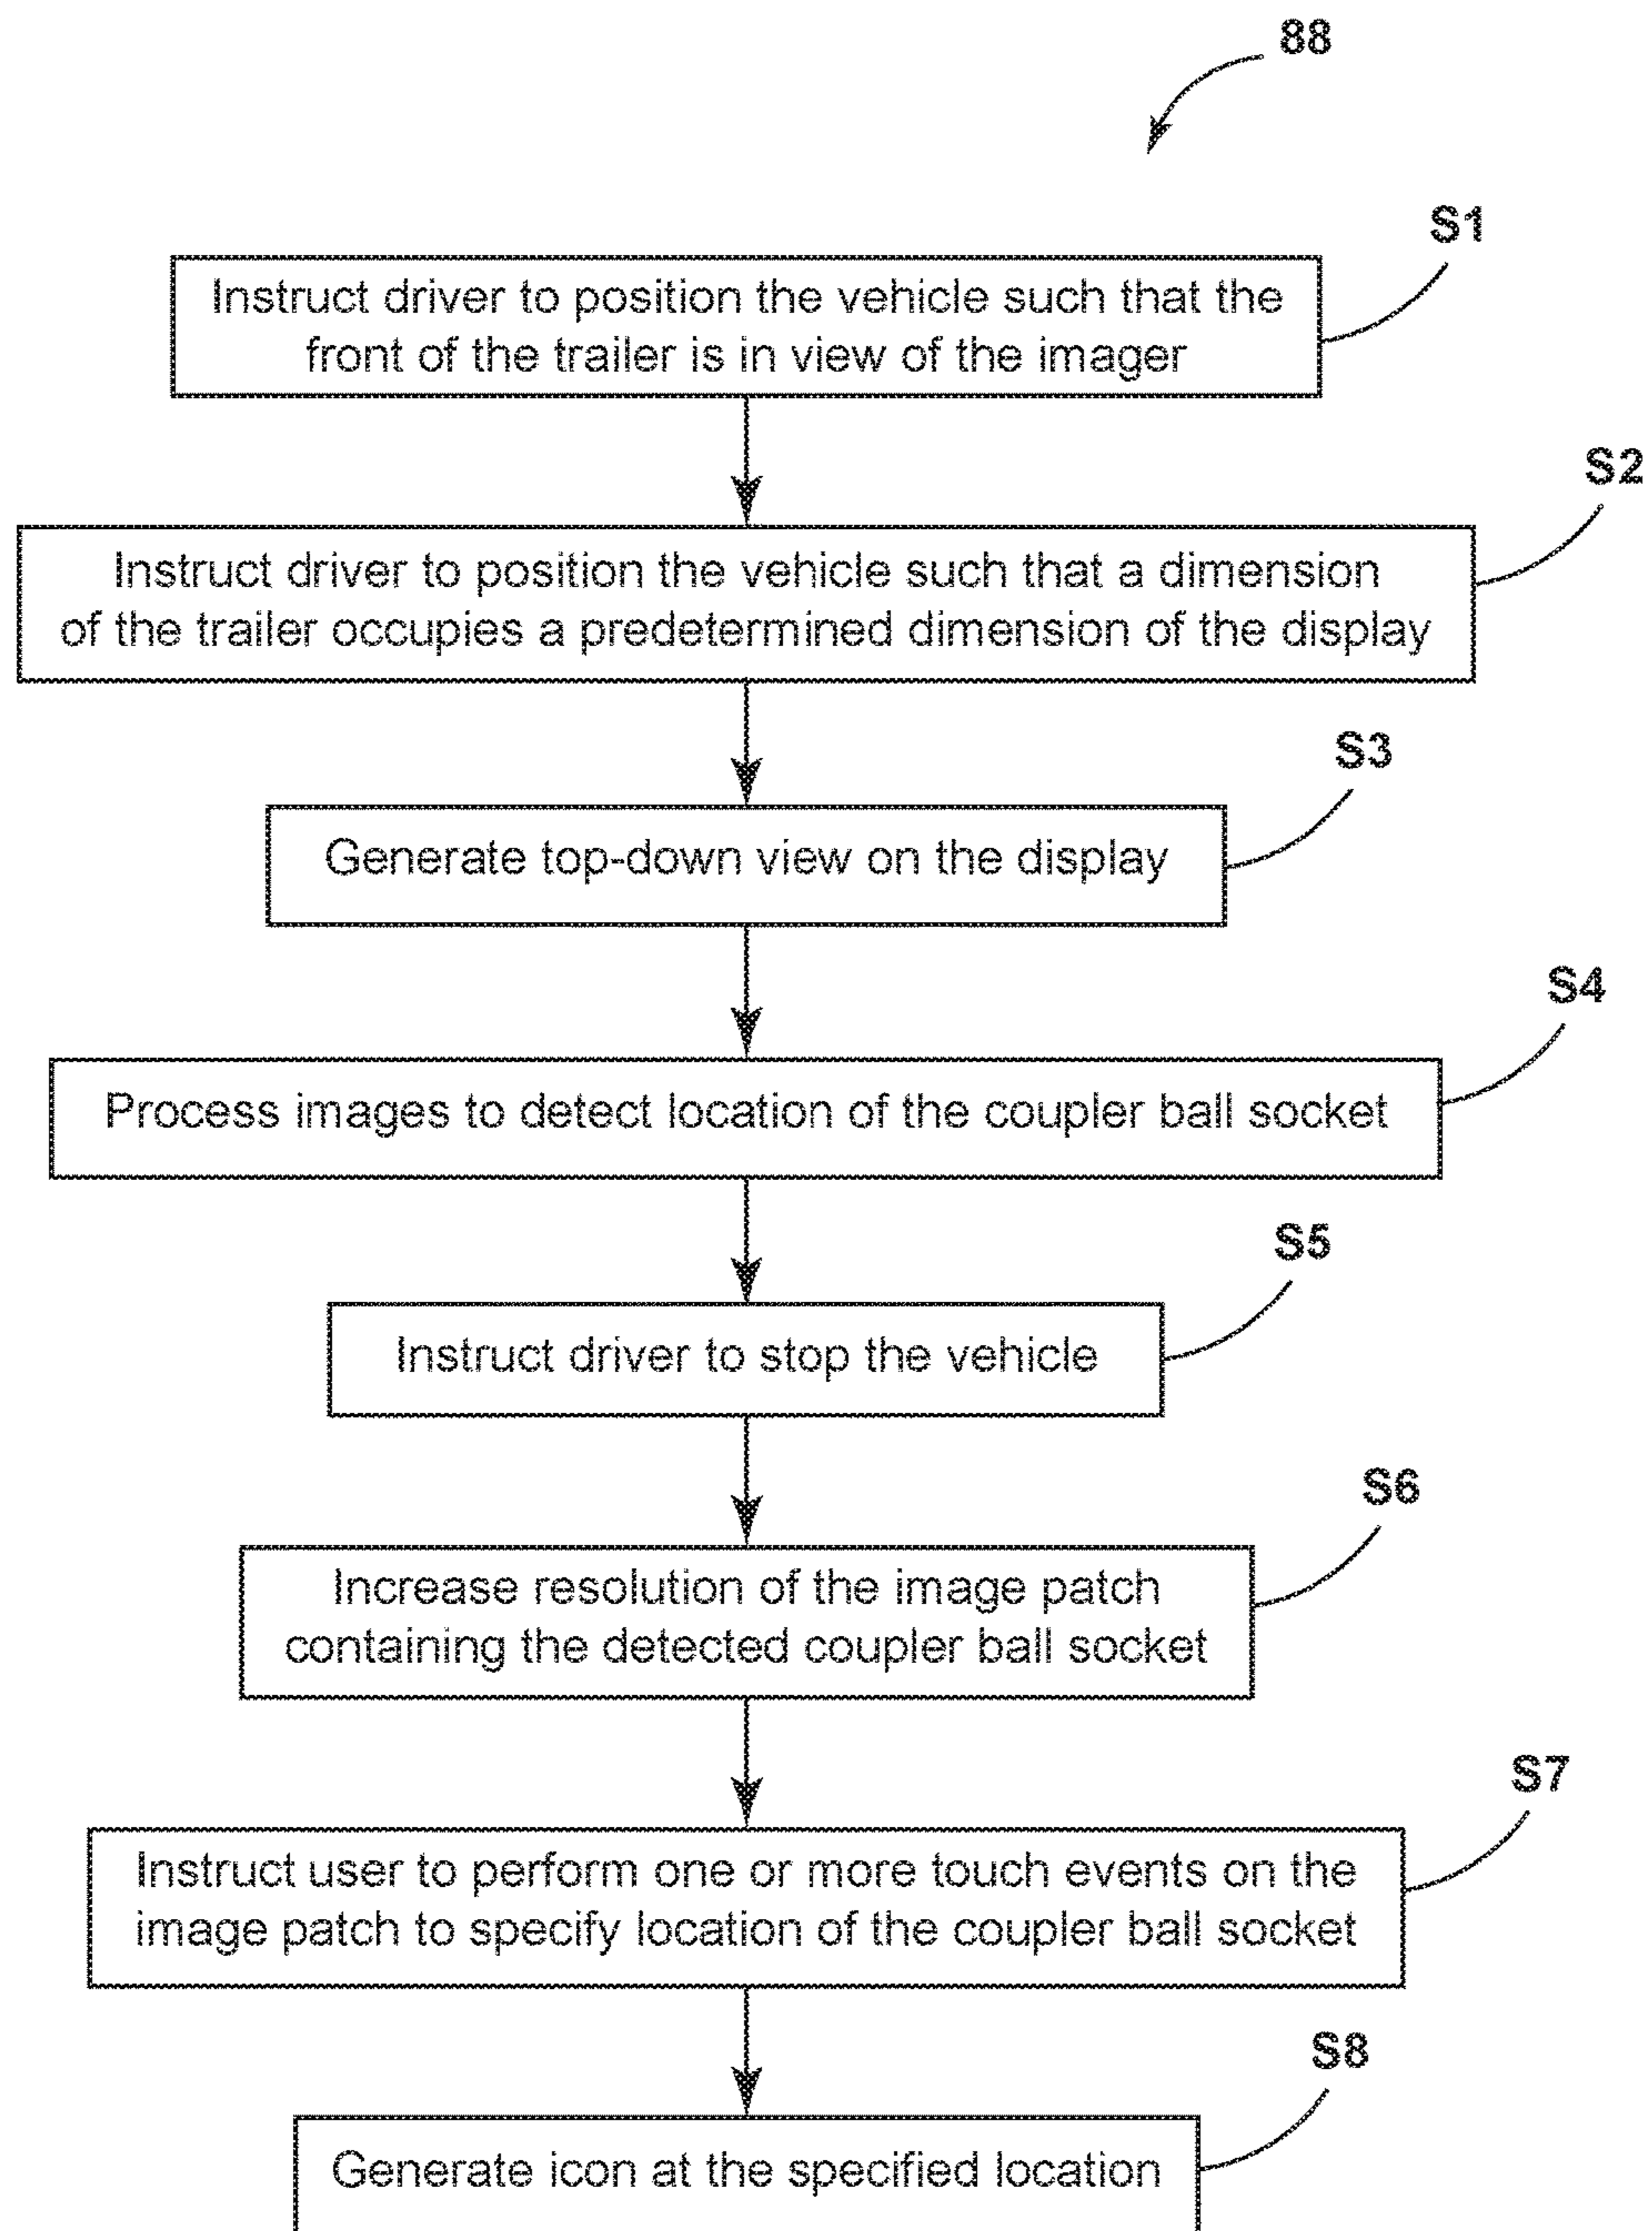 88
S1
Instruct driver to position the vehicle such that the
front of the trailer is in view of the imager
S2
Instruct driver to position the vehicle such that a dimension
of the trailer occupies a predetermined dimension of the display
S3
Generate top-down view on the display
S4
Process images to detect location of the coupler ball socket
S5
Instruct driver to stop the vehicle
S6
Increase resolution of the image patch
containing the detected coupler ball socket
S7
Instruct user to perform one or more touch events on the
image patch to specify location of the coupler ball socket
S8
Generate icon at the specified location